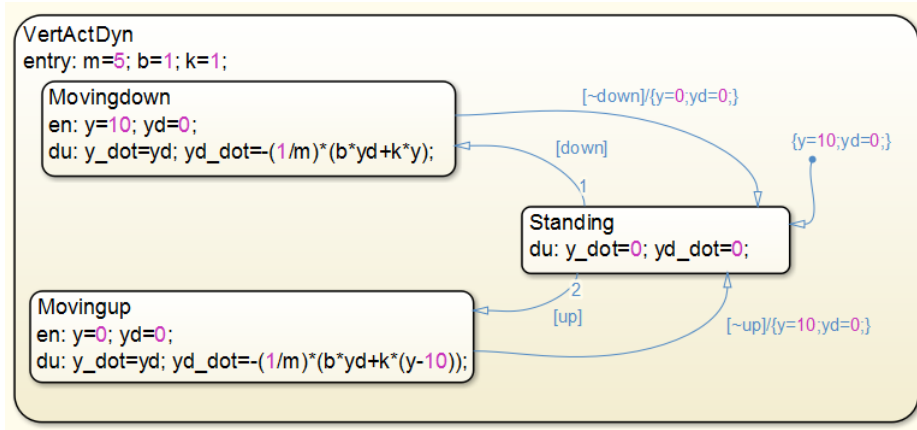 VertActDyn
entry: m=5; b=1; k=1;
Movingdown
en: y=10; yd=0;
du: y_dot=yd; yd_dot=-(1/m)*(b*yd+k*y);
[~down]/{y=0;yd=0;}
[down]
{y=10;yd=0;}
1
Standing
du: y_dot=0; yd_dot=0;
2
[up]
[~up]/{y=10;yd=0;}
Movingup
en: y=0; yd=0;
du: y_dot=yd; yd_dot=-(1/m)*(b*yd+k*(y-10));